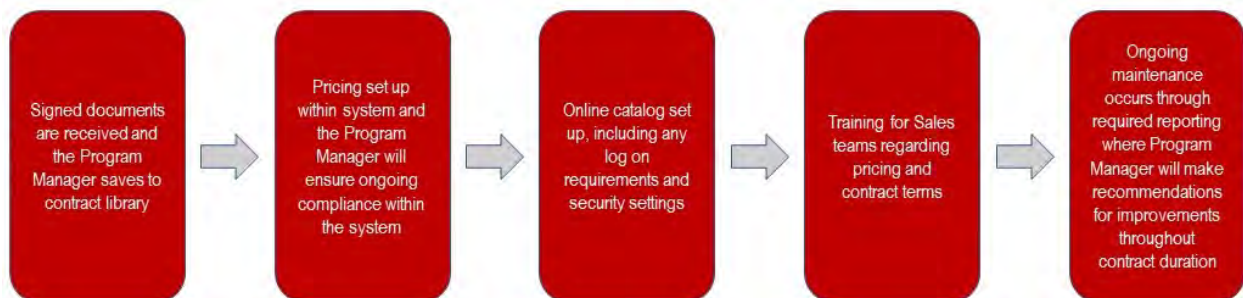 Signed documents
are received and
the Program
Manager saves to
contract library
Pricing set up
within system and
the Program
Manager will
ensure ongoing
compliance within
the system
Online catalog set
up, including any
log on
requirements and
security settings
Training for Sales
teams regarding
pricing and
contract terms
Ongoing
maintenance
occurs through
required reporting
where Program
Manager will make
recommendations
for improvements
throughout
contract duration